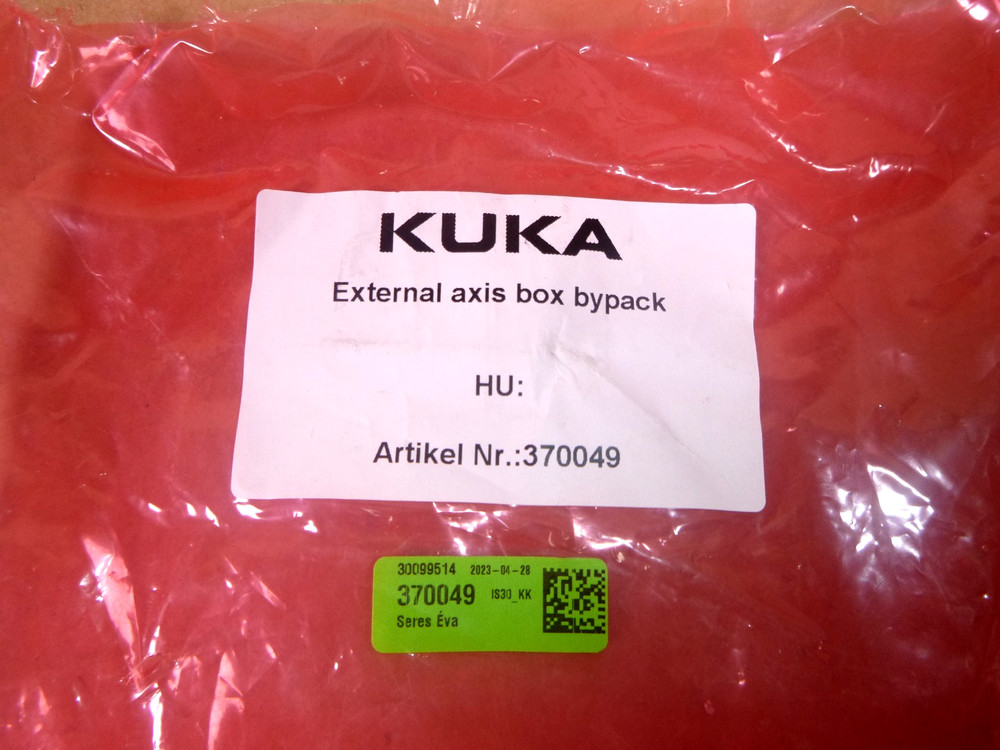 KUKA
External axis box bypack
HU:
Artikel Nr.:370049
30099514 2023-04-28
370049 IS30_KK
Seres Éva